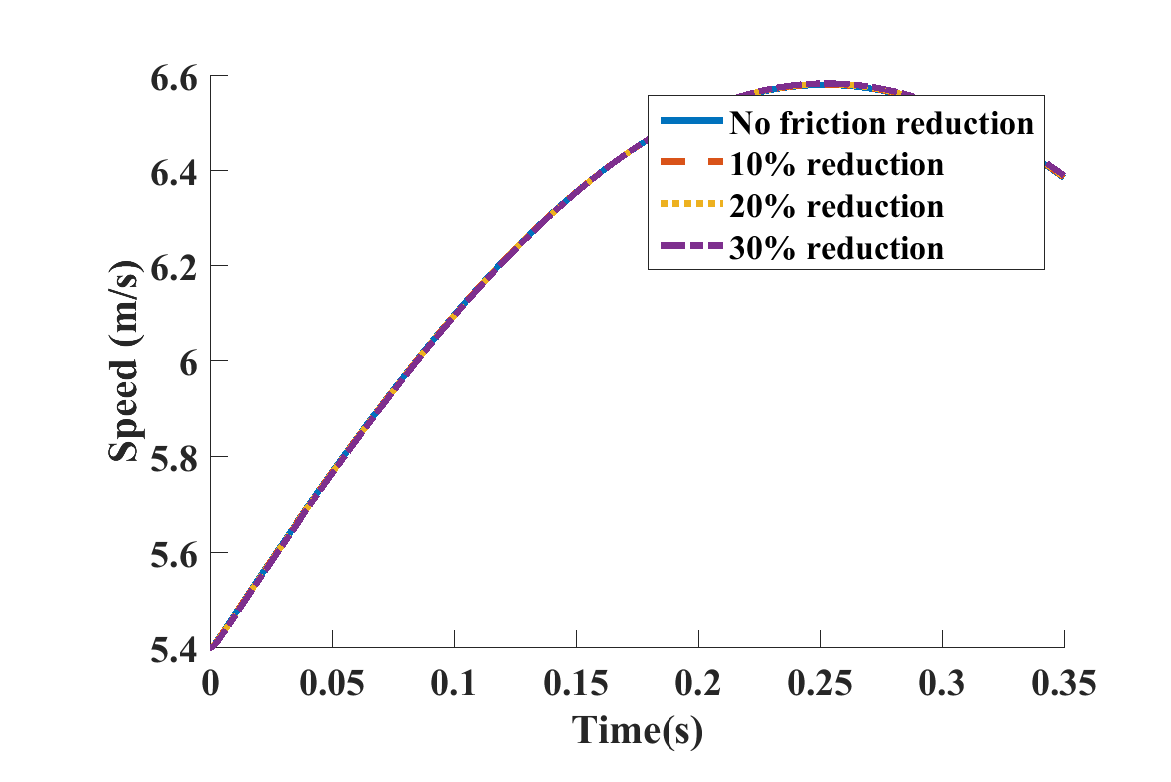 6.6
6.4
6.2
6
5.8
5.6
5.4
Speed (m/s)
No friction reduction
10% reduction
20% reduction
30% reduction
0 0.05 0.1 0.15 0.2 0.25 0.3 0.35
Time(s)